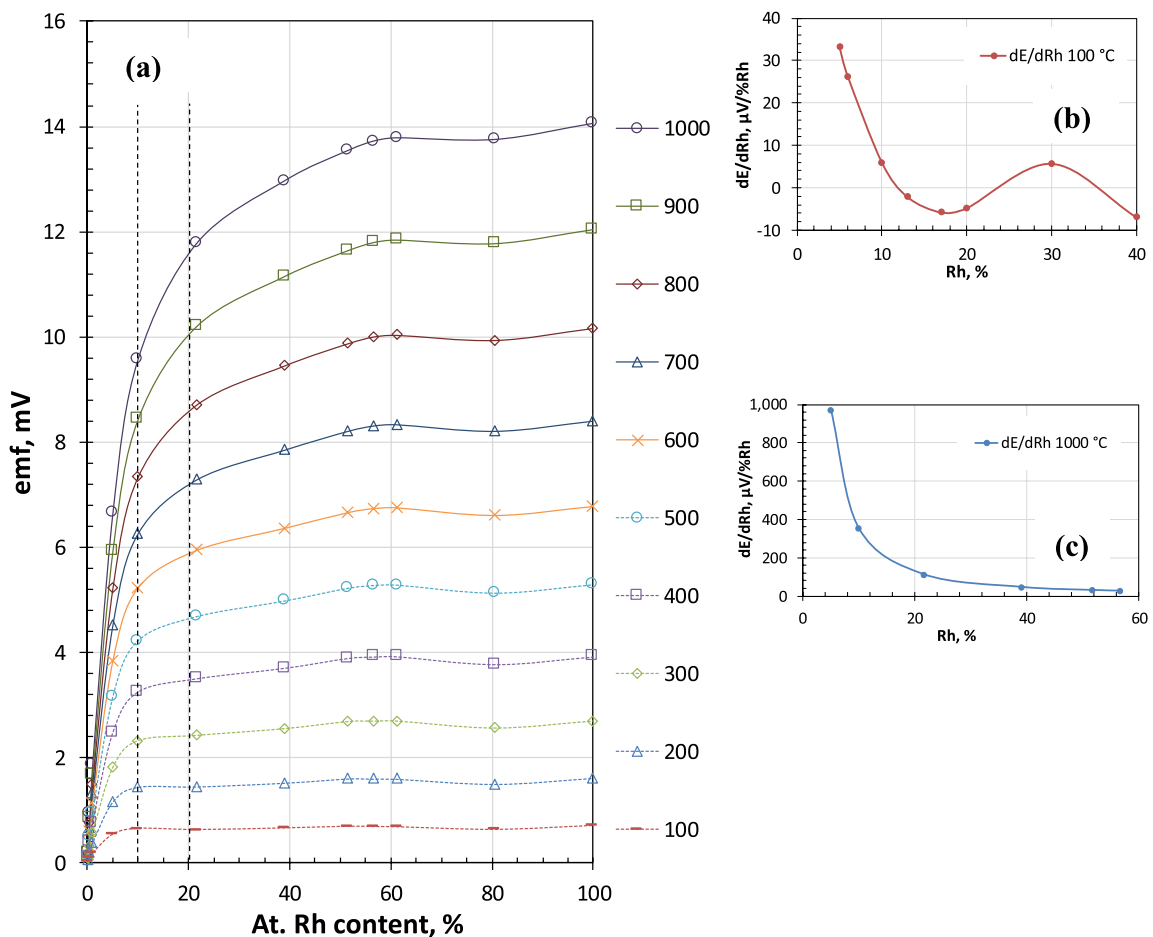 (a)
emf, mV
16
14
12
10
8
6
4
2
0
0 20 40 60 80 100
At. Rh content, %
1000
900
800
700
600
500
400
300
200
100
(b)
dE/dRh 100 °C
dE/dRh, µV/%Rh
40
30
20
10
0
-10
0 10 20 30 40
Rh, %
(c)
dE/dRh 1000 °C
dE/dRh, µV/%Rh
1,000
800
600
400
200
0
0 20 40 60
Rh, %